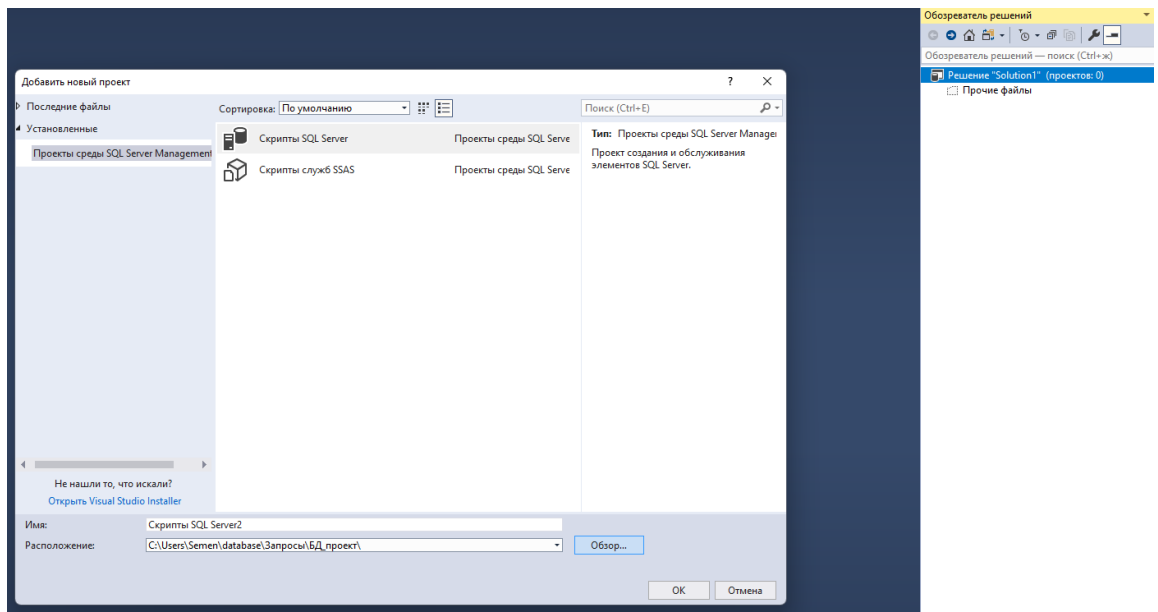 Обозреватель решений
Обозреватель решений — поиск (Ctrl+ж)
Решение "Solution1" (проектов: 0)
Прочие файлы
Добавить новый проект
? ×
Последние файлы
Установленные
Проекты среды SQL Server Management
Не нашли то, что искали?
Открыть Visual Studio Installer
Сортировка: По умолчанию
Скрипты SQL Server Проекты среды SQL Serve
Скрипты служб SSAS Проекты среды SQL Serve
Поиск (Ctrl+E)
Тип: Проекты среды SQL Server Manage
Проект создания и обслуживания
элементов SQL Server.
Имя: Скрипты SQL Server2
Расположение: C:\Users\Semen\database\Запросы\БД_проект\
Обзор...
OK Отмена